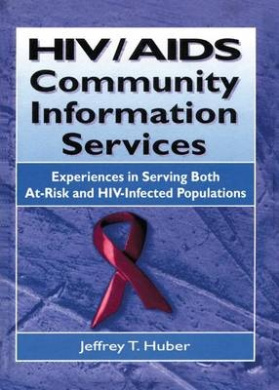 HIV/AIDS
Community
Information
Services
Experiences in Serving Both
At-Risk and HIV-Infected Populations
Jeffrey T. Huber